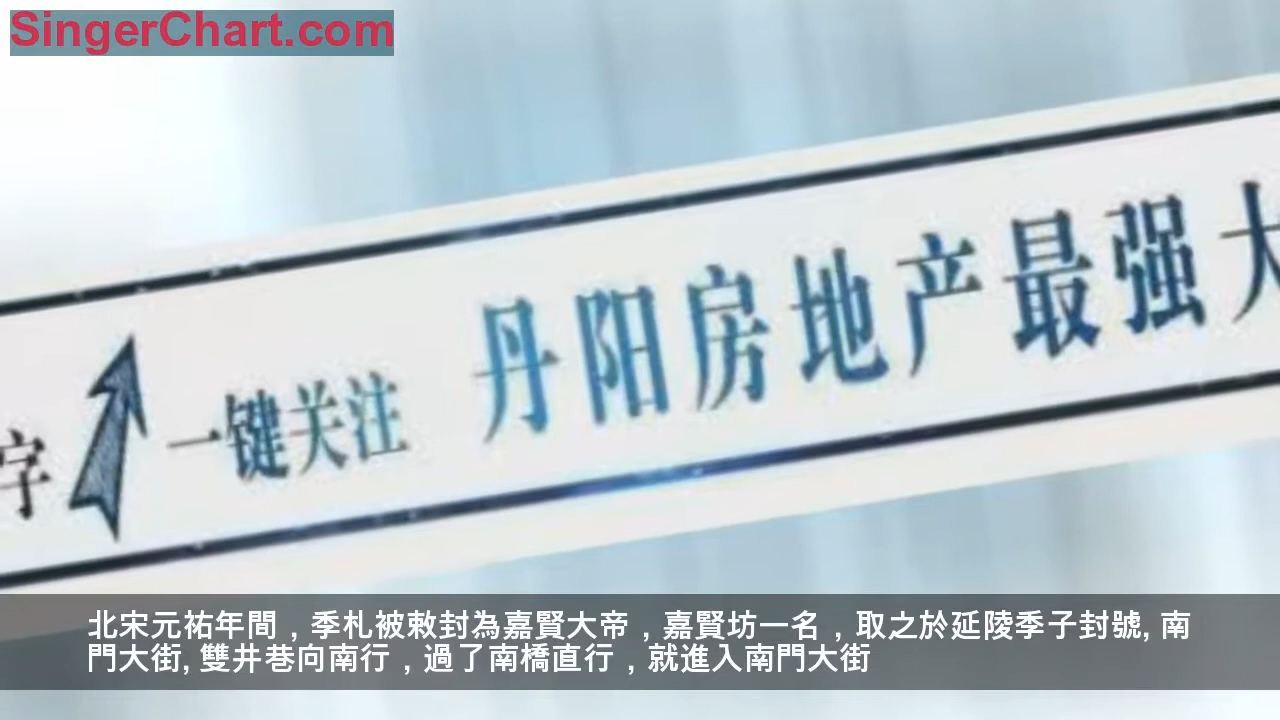 SingerChart.com
字 一键关注 丹阳房地产最强大
北宋元祐年間，季札被敕封為嘉賢大帝，嘉賢坊一名，取之於延陵季子封號, 南
門大街, 雙井巷向南行，過了南橋直行，就進入南門大街